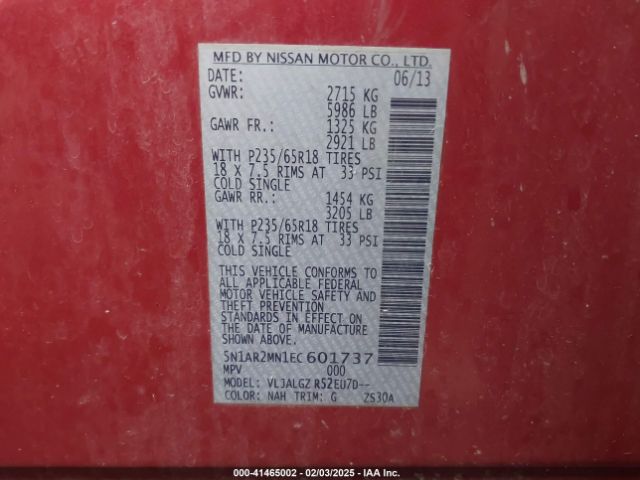 MFD BY NISSAN MOTOR CO., LTD.
DATE: 06/13
GVWR: 2715 KG
5986 LB
GAWR FR.: 1325 KG
2921 LB
WITH P235/65R18 TIRES
18 X 7.5 RIMS AT 33 PSI
COLD SINGLE
GAWR RR.: 1454 KG
3205 LB
WITH P235/65R18 TIRES
18 X 7.5 RIMS AT 33 PSI
COLD SINGLE
THIS VEHICLE CONFORMS TO
ALL APPLICABLE FEDERAL
MOTOR VEHICLE SAFETY AND
THEFT PREVENTION
STANDARDS IN EFFECT ON
THE DATE OF MANUFACTURE
SHOWN ABOVE.
5N1AR2MN1EC601737
MPV 000
MODEL: VLJALGZ R52EU7D--
COLOR: NAH TRIM: G ZS30A
000-41465002 - 02/03/2025 - IAAI.com